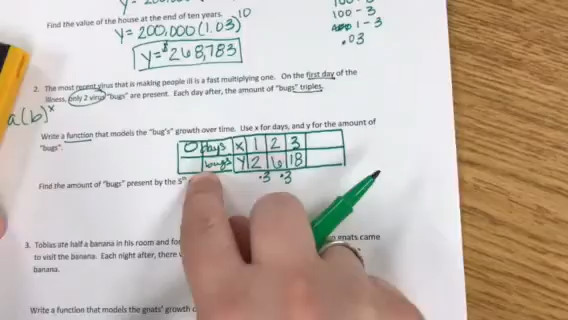 Find the value of the house at the end of ten years.
y = 200,000(1.03)^10
y = $268,783
100 - 3
1 - 3
.03
2. The most recent virus that is making people ill is a fast multiplying one. On the first day of the
illness, only 2 virus "bugs" are present. Each day after, the amount of "bugs" triples.
a(b)^x
Write a function that models the "bug's" growth over time. Use x for days, and y for the amount of
"bugs".
days x 1 2 3
bugs y 2 6 18
·3 ·3
Find the amount of "bugs" present by the 5th
3. Tobias ate half a banana in his room and for gnats came
to visit the banana. Each night after, there
banana.
Write a function that models the gnats' growth